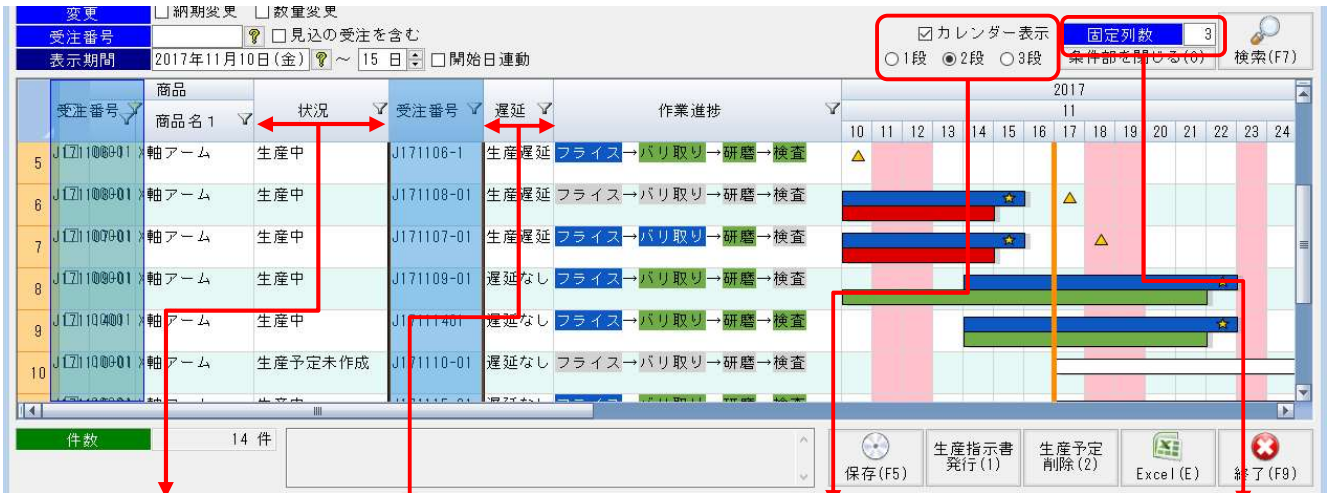 変更 □納期変更 □数量変更
受注番号 □見込の受注を含む ☑カレンダー表示 固定列数 3
表示期間 2017年11月10日(金) ～ 15 日 □開始日連動 ○1段 ◉2段 ○3段 条件部を閉じる(0) 検索(F7)
商品 2017
受注番号 商品名1 状況 受注番号 遅延 作業進捗 11
10 11 12 13 14 15 16 17 18 19 20 21 22 23 24
5 軸アーム 生産中 J171106-1 生産遅延 フライス→バリ取り→研磨→検査
6 軸アーム 生産中 J171108-01 生産遅延 フライス→バリ取り→研磨→検査
7 軸アーム 生産中 J171107-01 生産遅延 フライス→バリ取り→研磨→検査
8 軸アーム 生産中 J171109-01 遅延なし フライス→バリ取り→研磨→検査
9 軸アーム 生産中 遅延なし フライス→バリ取り→研磨→検査
10 軸アーム 生産予定未作成 J171110-01 遅延なし フライス→バリ取り→研磨→検査
件数 14 件 保存(F5) 生産指示書発行(1) 生産予定削除(2) Excel(E) 終了(F9)